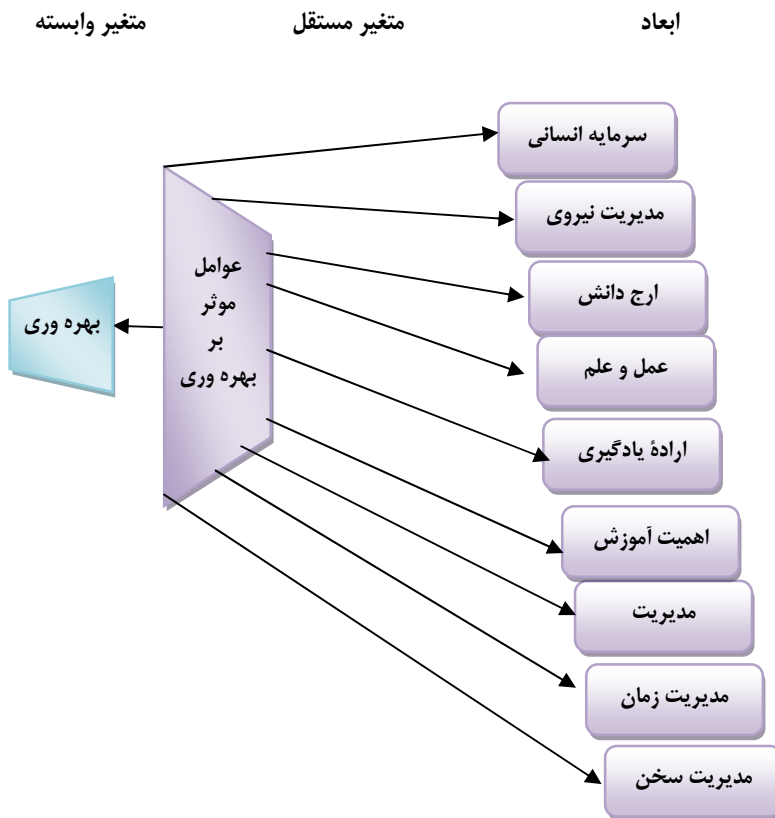 ابعاد
متغیر مستقل
متغیر وابسته
سرمایه انسانی
مدیریت نیروی
ارج دانش
عمل و علم
ارادهٔ یادگیری
اهمیت آموزش
مدیریت
مدیریت زمان
مدیریت سخن
عوامل
موثر
بر
بهره وری
بهره وری